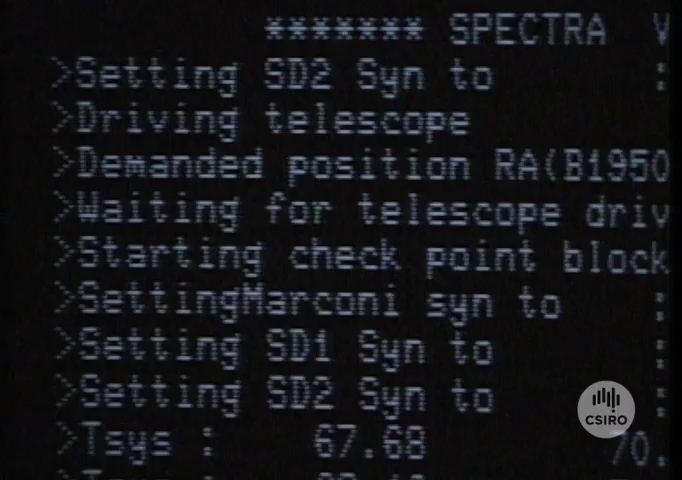 ******* SPECTRA V
>Setting SD2 Syn to :
>Driving telescope
>Demanded position RA(B1950
>Waiting for telescope driv
>Starting check point block
>SettingMarconi syn to :
>Setting SD1 Syn to :
>Setting SD2 Syn to :
>Tsys : 67.68 70.
CSIRO